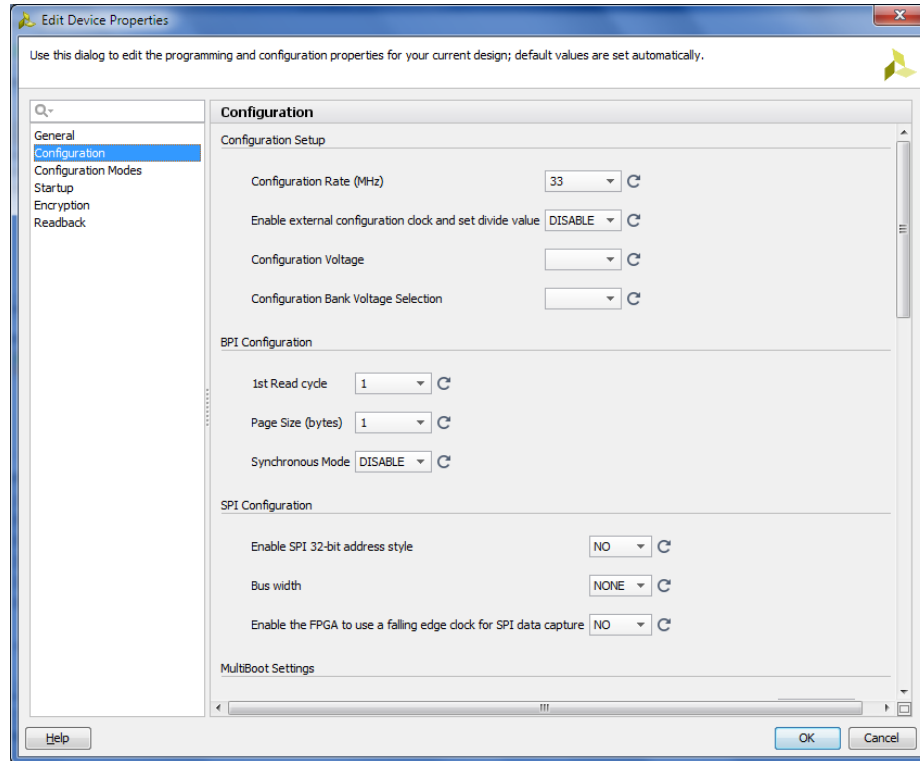 Edit Device Properties
Use this dialog to edit the programming and configuration properties for your current design; default values are set automatically.
General
Configuration
Configuration Modes
Startup
Encryption
Readback
Configuration
Configuration Setup
Configuration Rate (MHz) 33
Enable external configuration clock and set divide value DISABLE
Configuration Voltage
Configuration Bank Voltage Selection
BPI Configuration
1st Read cycle 1
Page Size (bytes) 1
Synchronous Mode DISABLE
SPI Configuration
Enable SPI 32-bit address style NO
Bus width NONE
Enable the FPGA to use a falling edge clock for SPI data capture NO
MultiBoot Settings
Help OK Cancel